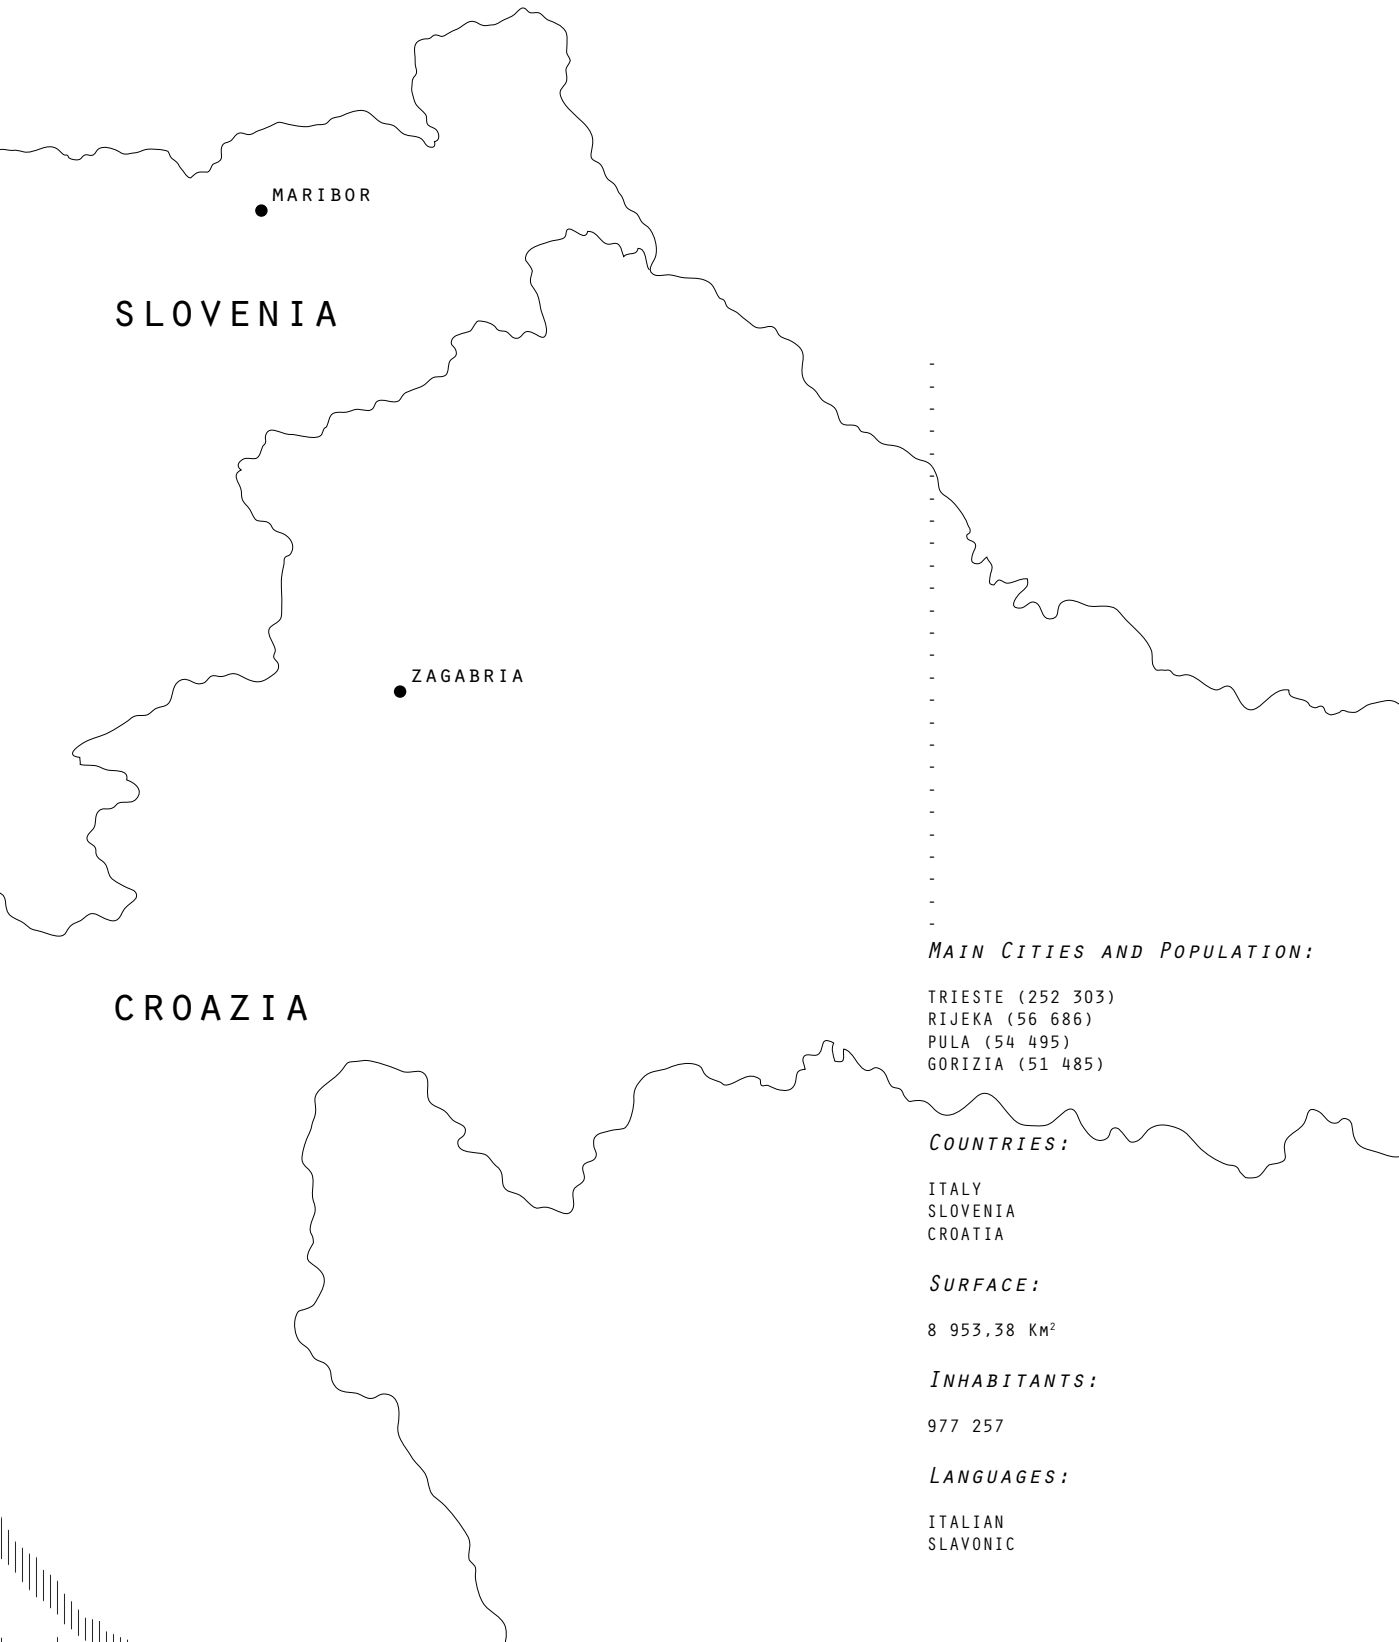 MARIBOR
SLOVENIA
ZAGABRIA
CROAZIA
MAIN CITIES AND POPULATION:
TRIESTE (252 303)
RIJEKA (56 686)
PULA (54 495)
GORIZIA (51 485)
COUNTRIES:
ITALY
SLOVENIA
CROATIA
SURFACE:
8 953,38 KM²
INHABITANTS:
977 257
LANGUAGES:
ITALIAN
SLAVONIC